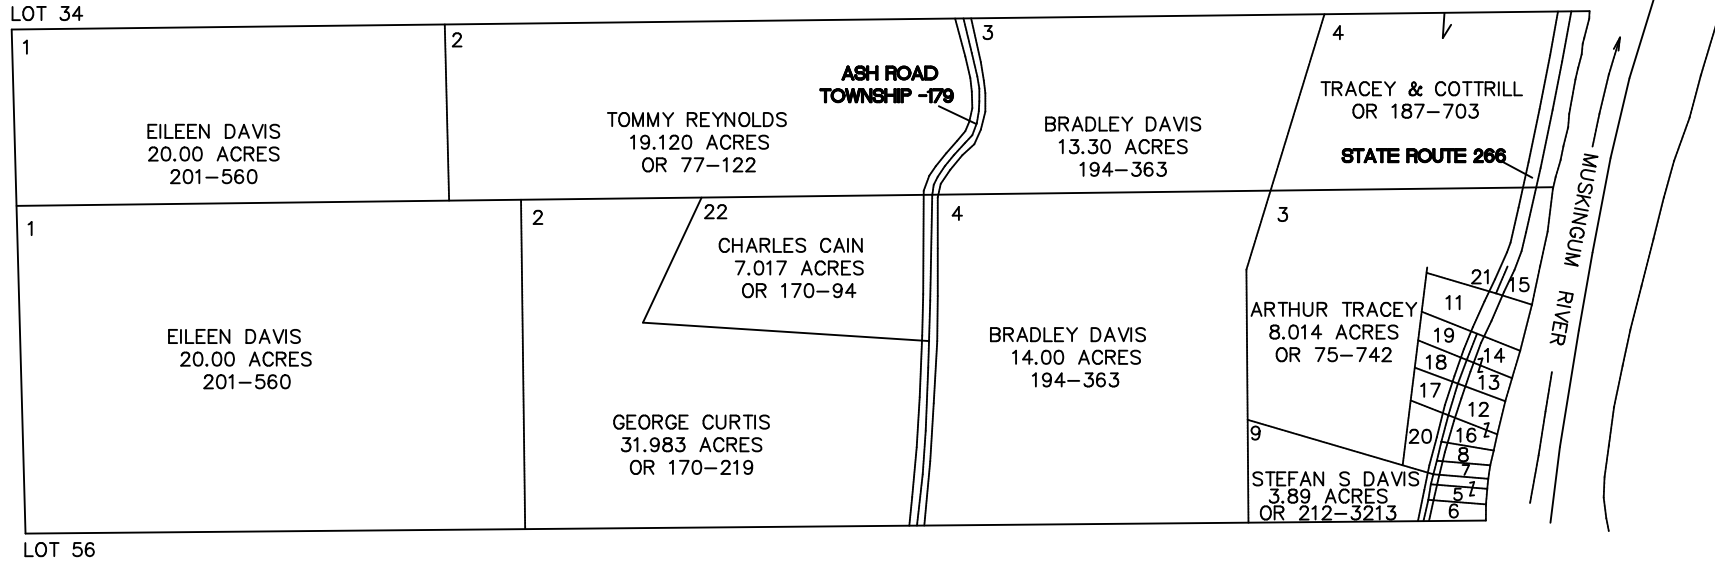 LOT 34
1
EILEEN DAVIS
20.00 ACRES
201-560
2
TOMMY REYNOLDS
19.120 ACRES
OR 77-122
ASH ROAD
TOWNSHIP -179
3
BRADLEY DAVIS
13.30 ACRES
194-363
4
TRACEY & COTTRILL
OR 187-703
STATE ROUTE 266
MUSKINGUM RIVER
1
EILEEN DAVIS
20.00 ACRES
201-560
2
GEORGE CURTIS
31.983 ACRES
OR 170-219
22
CHARLES CAIN
7.017 ACRES
OR 170-94
4
BRADLEY DAVIS
14.00 ACRES
194-363
3
ARTHUR TRACEY
8.014 ACRES
OR 75-742
21
15
11
19
14
18
13
17
12
20
16
8
7
5
6
9
STEFAN S DAVIS
3.89 ACRES
OR 212-3213
LOT 56